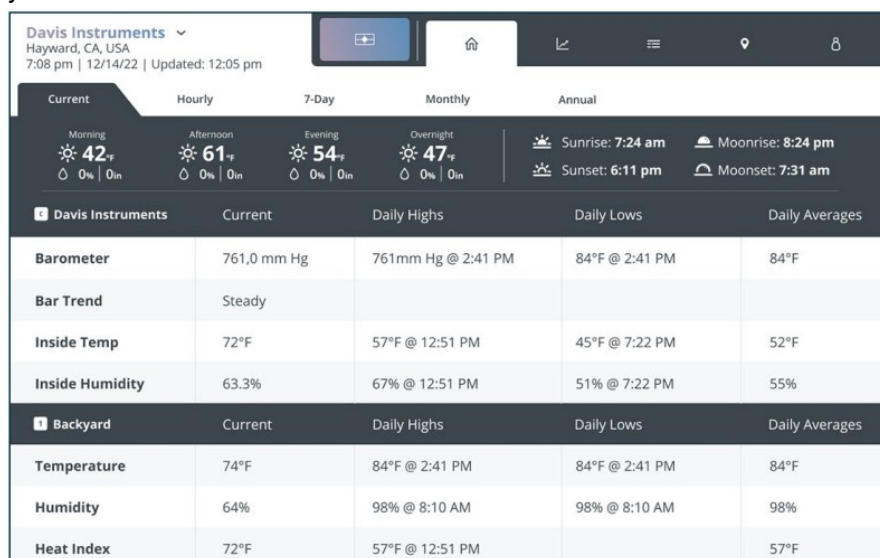 Davis Instruments
Hayward, CA, USA
7:08 pm | 12/14/22 | Updated: 12:05 pm
Current Hourly 7-Day Monthly Annual
Morning Afternoon Evening Overnight
42°F 61°F 54°F 47°F
0% | 0in 0% | 0in 0% | 0in 0% | 0in
Sunrise: 7:24 am Moonrise: 8:24 pm
Sunset: 6:11 pm Moonset: 7:31 am
C Davis Instruments Current Daily Highs Daily Lows Daily Averages
Barometer 761,0 mm Hg 761mm Hg @ 2:41 PM 84°F @ 2:41 PM 84°F
Bar Trend Steady
Inside Temp 72°F 57°F @ 12:51 PM 45°F @ 7:22 PM 52°F
Inside Humidity 63.3% 67% @ 12:51 PM 51% @ 7:22 PM 55%
1 Backyard Current Daily Highs Daily Lows Daily Averages
Temperature 74°F 84°F @ 2:41 PM 84°F @ 2:41 PM 84°F
Humidity 64% 98% @ 8:10 AM 98% @ 8:10 AM 98%
Heat Index 72°F 57°F @ 12:51 PM 57°F